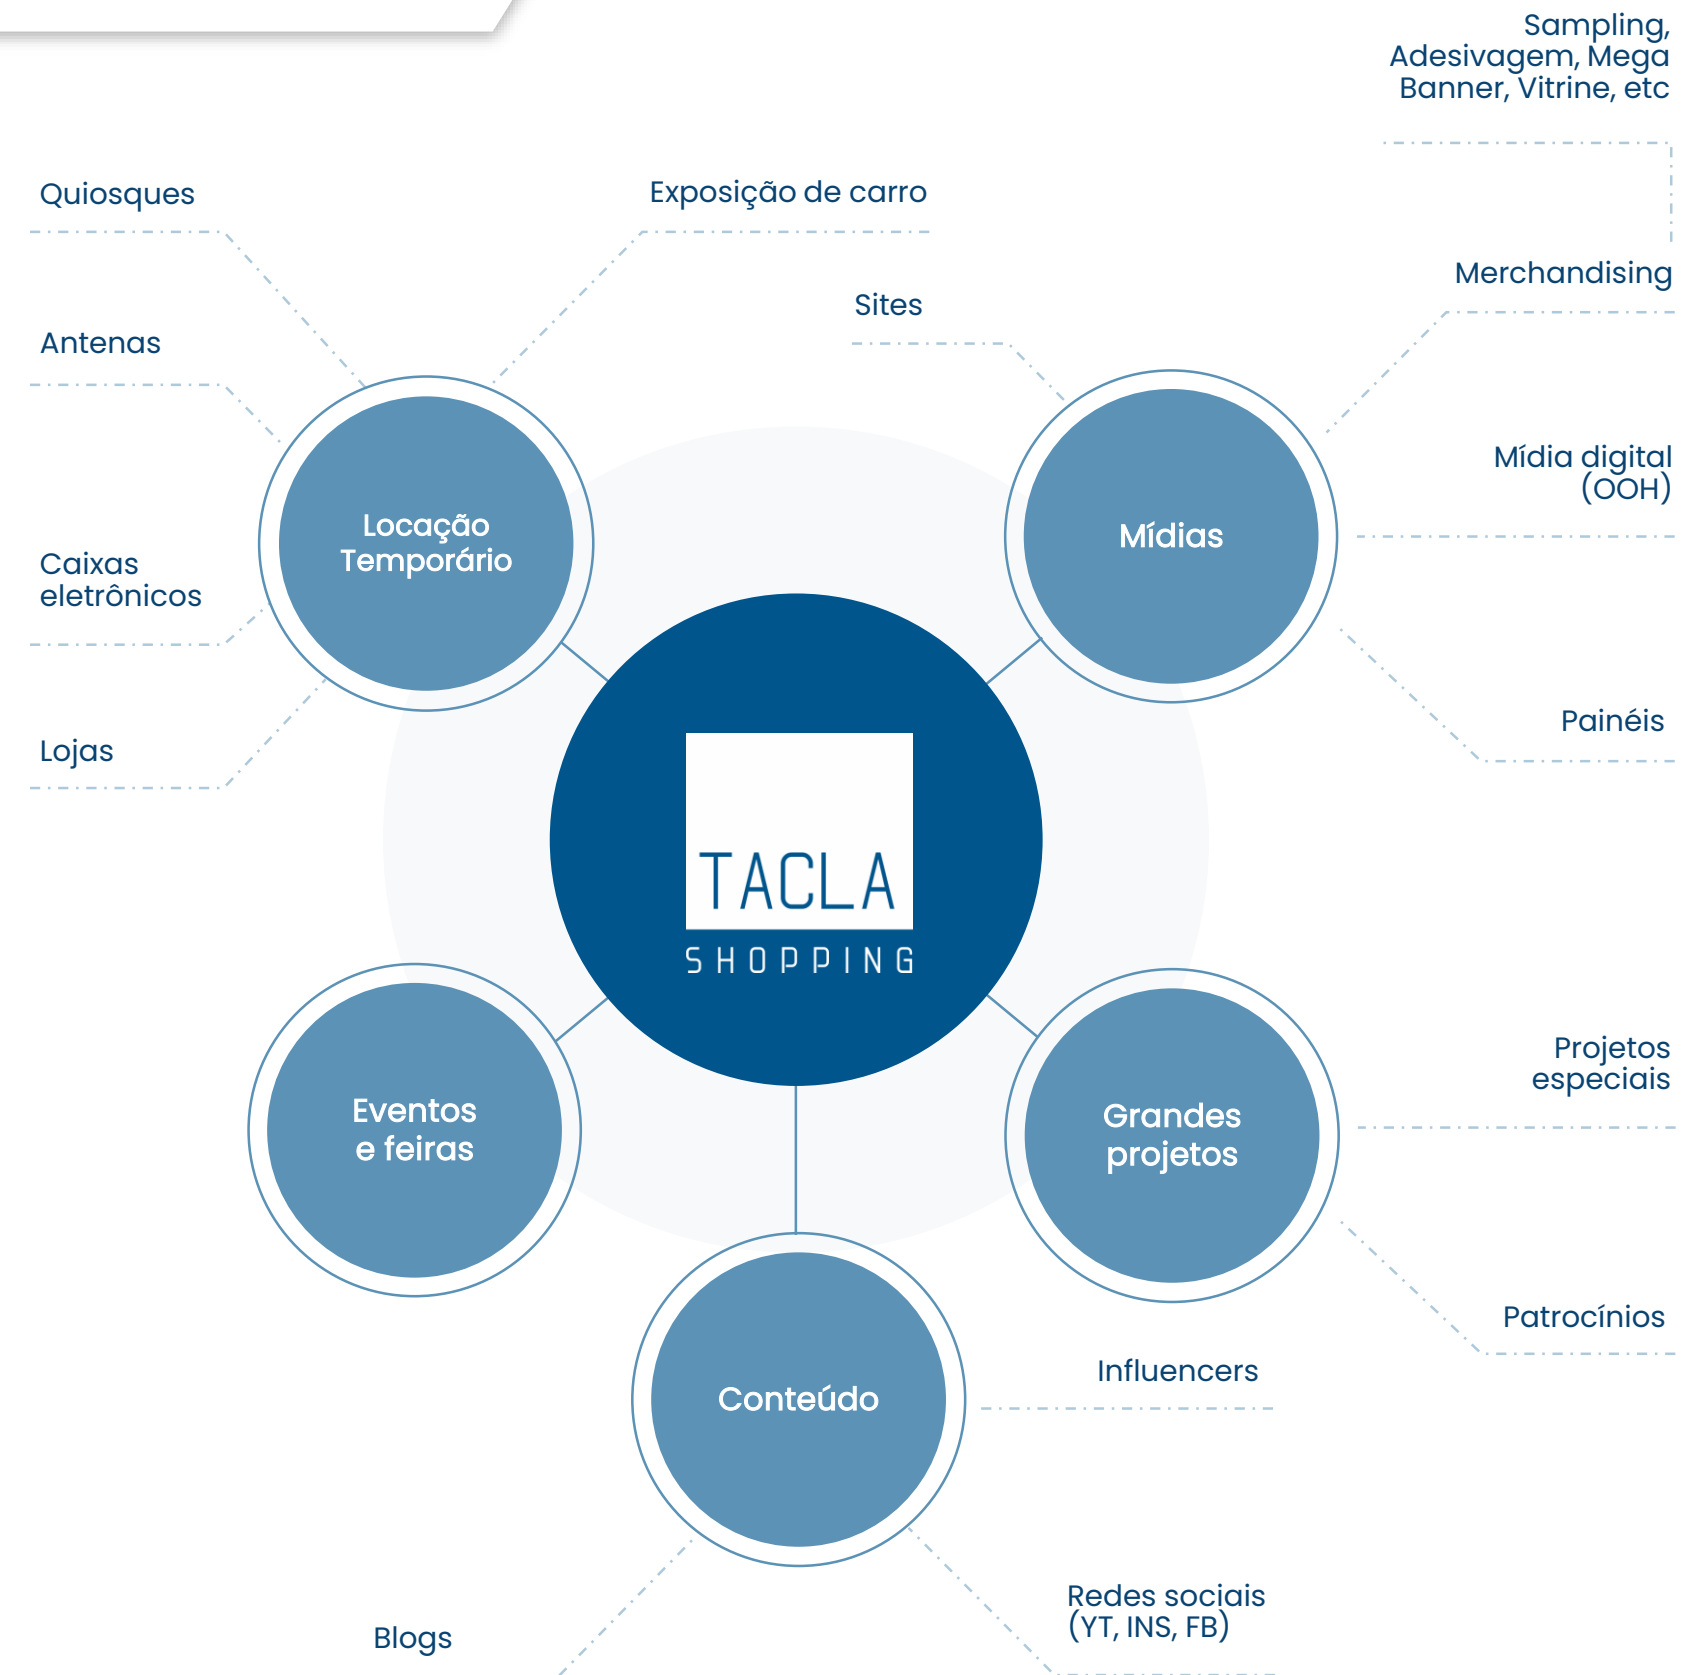 Sampling,
Adesivagem, Mega
Banner, Vitrine, etc
Quiosques
Exposição de carro
Merchandising
Sites
Antenas
Mídia digital
(OOH)
Locação
Temporário
Mídias
Caixas
eletrônicos
Painéis
Lojas
TACLA
SHOPPING
Projetos
especiais
Eventos
e feiras
Grandes
projetos
Patrocínios
Influencers
Conteúdo
Redes sociais
(YT, INS, FB)
Blogs